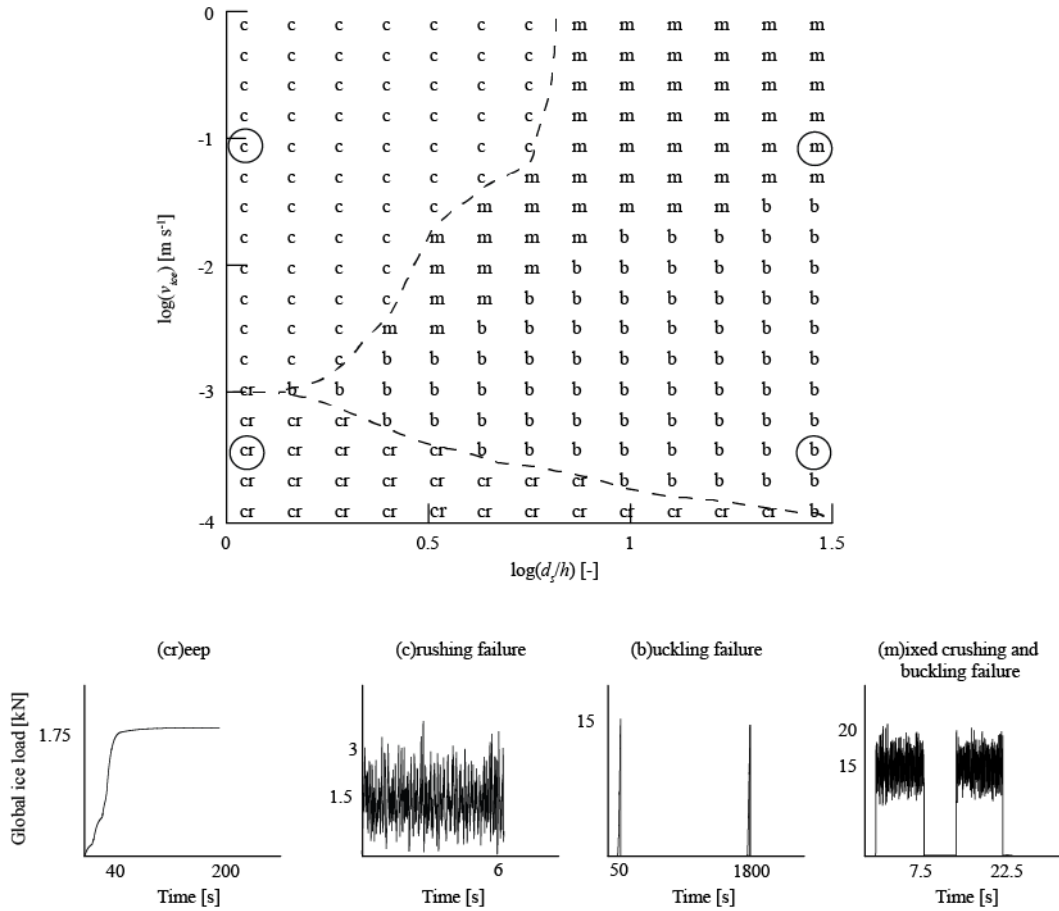 0 c c c c c c c m m m m m m
c c c c c c c m m m m m m
c c c c c c c m m m m m m
c c c c c c c m m m m m m
-1 c c c c c c c m m m m m m
c c c c c c m m m m m m m
c c c c c m m m m m m b b
c c c c m m m m b b b b b
-2 c c c c m m m b b b b b b
c c c c m m b b b b b b b
c c c m m b b b b b b b b
c c c b b b b b b b b b b
-3 cr b b b b b b b b b b b b
cr cr cr b b b b b b b b b b
cr cr cr cr cr b b b b b b b b
cr cr cr cr cr cr cr cr b b b b b
-4 cr cr cr cr cr cr cr cr cr cr cr cr b
log(v_ice) [m s⁻¹]
0 0.5 1 1.5
log(d_s/h) [-]
(cr)eep
Global ice load [kN]
1.75
40 200
Time [s]
(c)rushing failure
3
1.5
6
Time [s]
(b)uckling failure
15
50 1800
Time [s]
(m)ixed crushing and
buckling failure
20
15
7.5 22.5
Time [s]